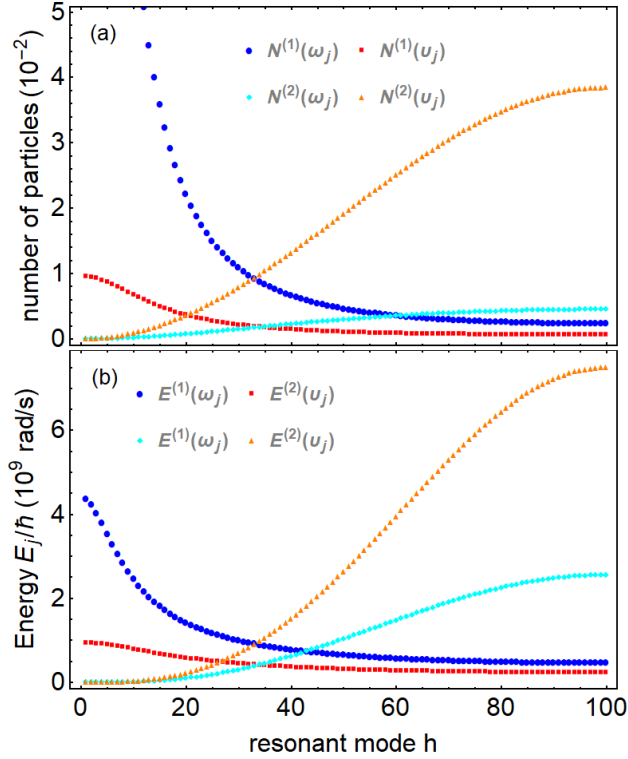 (a)
N⁽¹⁾(ω_j) N⁽¹⁾(υ_j)
N⁽²⁾(ω_j) N⁽²⁾(υ_j)
number of particles (10⁻²)
5
4
3
2
1
0
(b)
E⁽¹⁾(ω_j) E⁽²⁾(υ_j)
E⁽¹⁾(ω_j) E⁽²⁾(υ_j)
Energy E_j/ħ (10⁹ rad/s)
6
4
2
0
0 20 40 60 80 100
resonant mode h